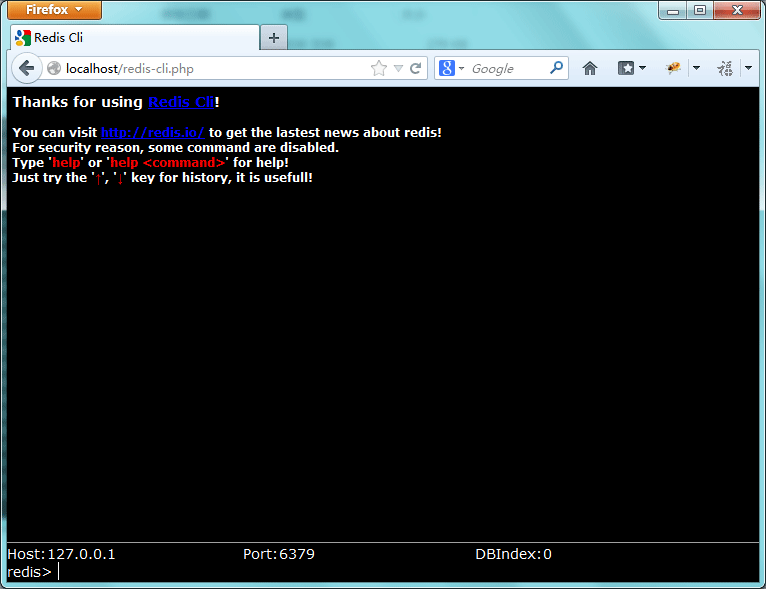 Firefox
Redis Cli
localhost/redis-cli.php
Google
Thanks for using Redis Cli!
You can visit http://redis.io/ to get the lastest news about redis!
For security reason, some command are disabled.
Type 'help' or 'help <command>' for help!
Just try the '↑', '↓' key for history, it is usefull!
Host:127.0.0.1 Port:6379 DBIndex:0
redis>